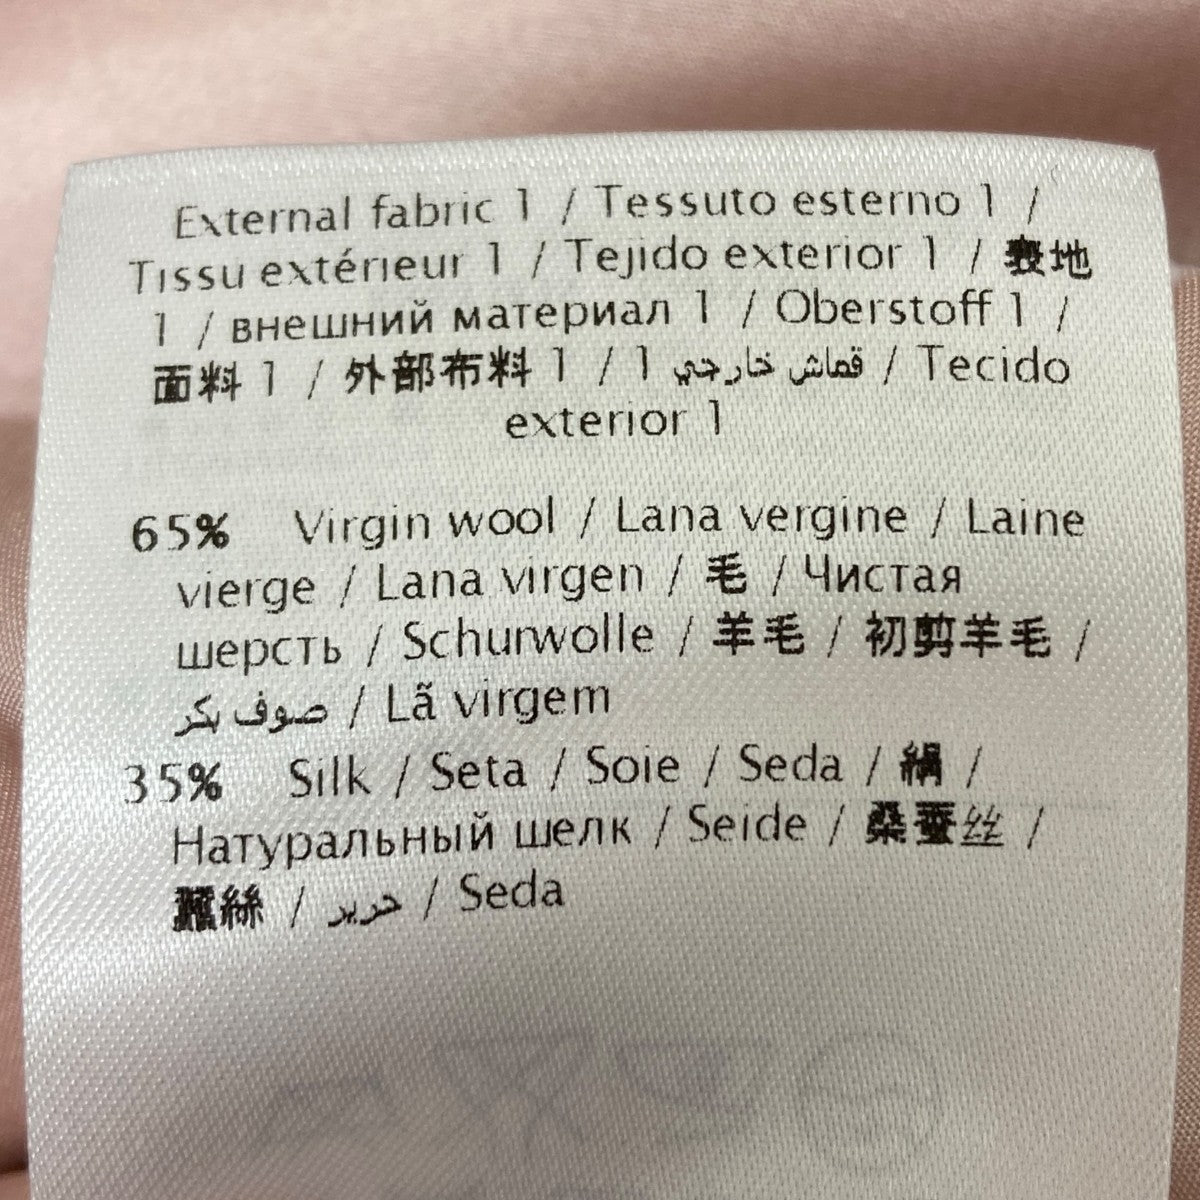 External fabric 1 / Tessuto esterno 1 /
Tissu extérieur 1 / Tejido exterior 1 / 表地
1 / внешний материал 1 / Oberstoff 1 /
面料 1 / 外部布料 1 / 1 قماش خارجي / Tecido
exterior 1
65% Virgin wool / Lana vergine / Laine
vierge / Lana virgen / 毛 / Чистая
шерсть / Schurwolle / 羊毛 / 初剪羊毛 /
صوف بكر / Lã virgem
35% Silk / Seta / Soie / Seda / 絹 /
Натуральный шелк / Seide / 桑蚕丝 /
蠶絲 / حرير / Seda